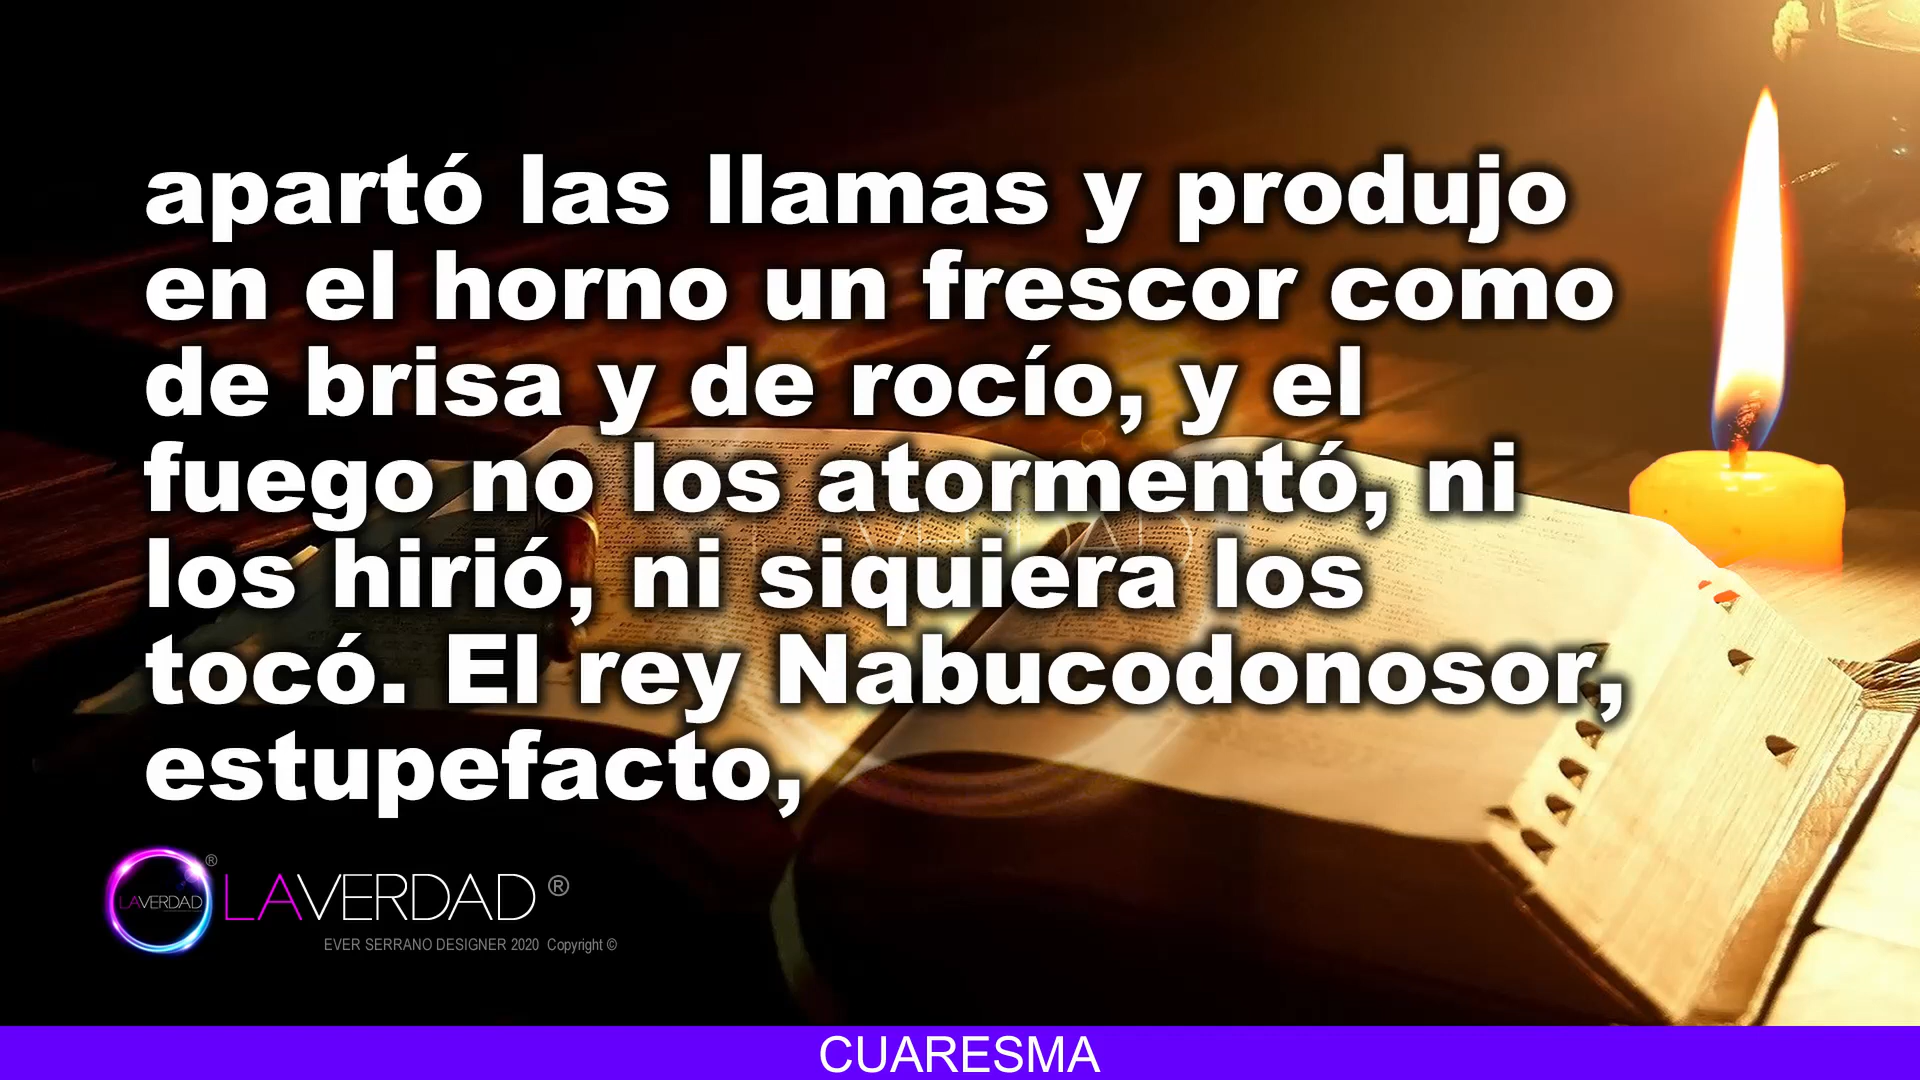 apartó las llamas y produjo
en el horno un frescor como
de brisa y de rocío, y el
fuego no los atormentó, ni
los hirió, ni siquiera los
tocó. El rey Nabucodonosor,
estupefacto,
LAVERDAD ®
LAVERDAD ®
EVER SERRANO DESIGNER 2020 Copyright ©
CUARESMA